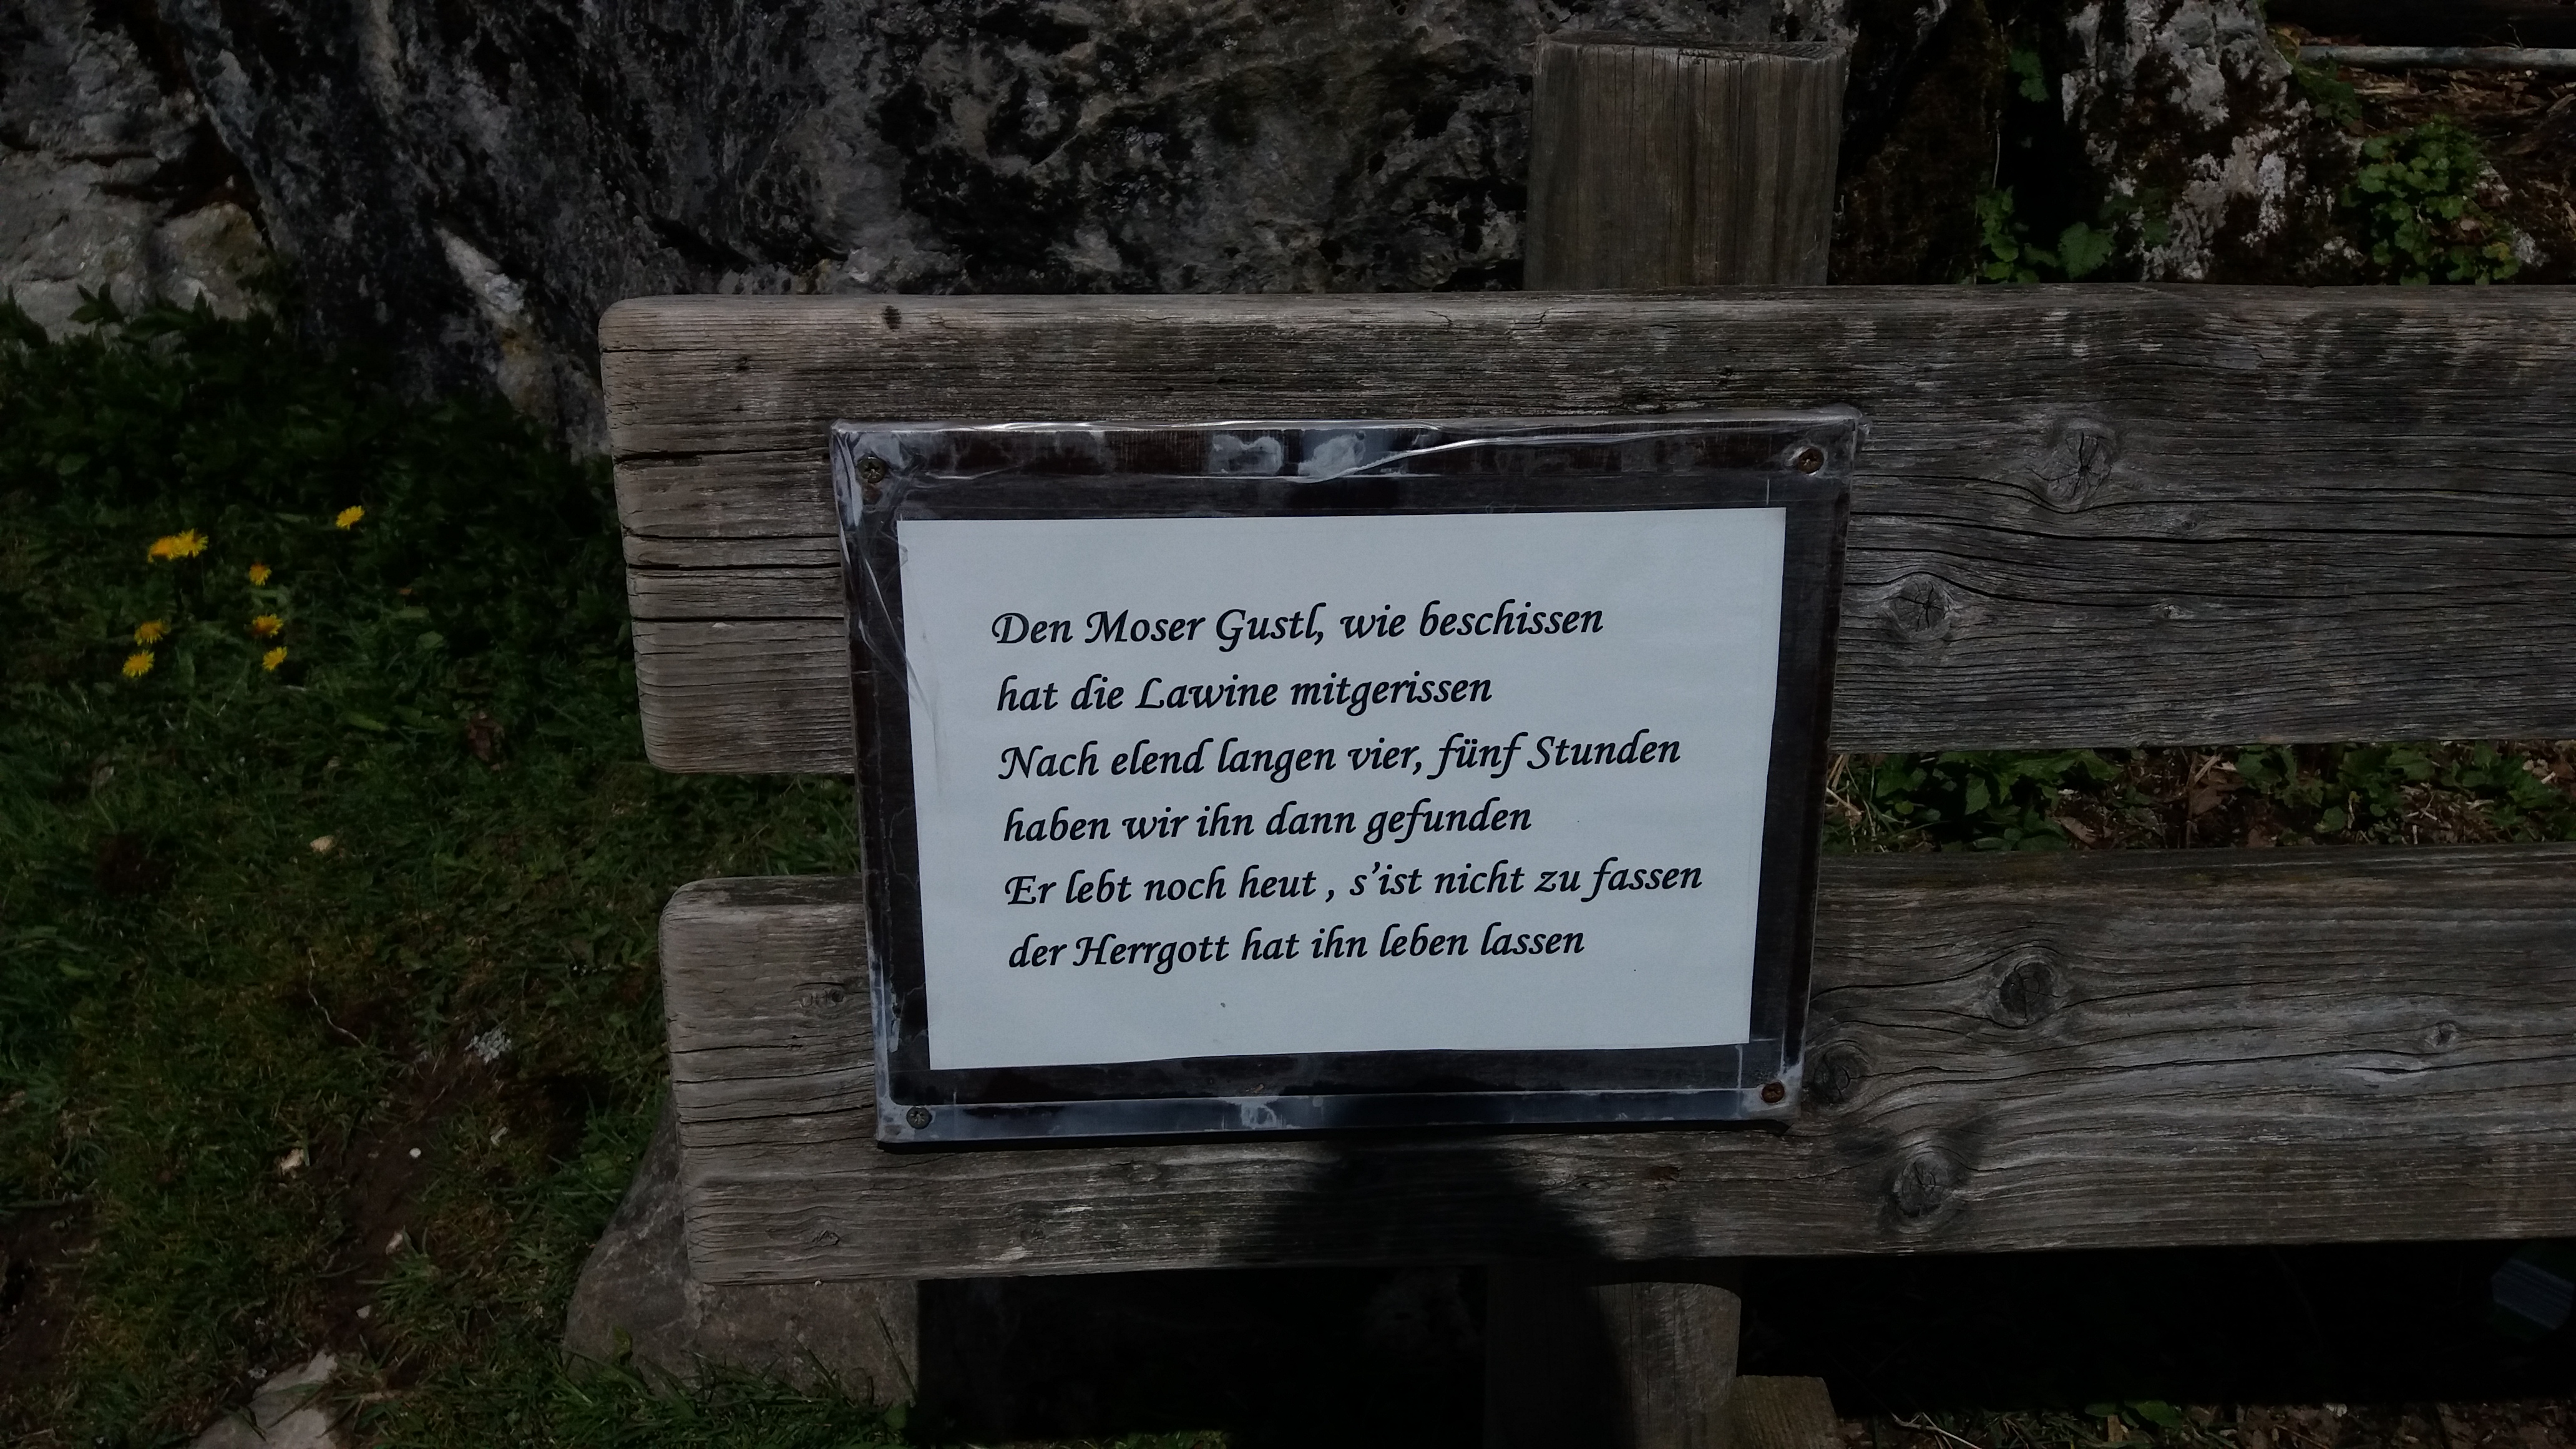 Den Moser Gustl, wie beschissen
hat die Lawine mitgerissen
Nach elend langen vier, fünf Stunden
haben wir ihn dann gefunden
Er lebt noch heut , s'ist nicht zu fassen
der Herrgott hat ihn leben lassen